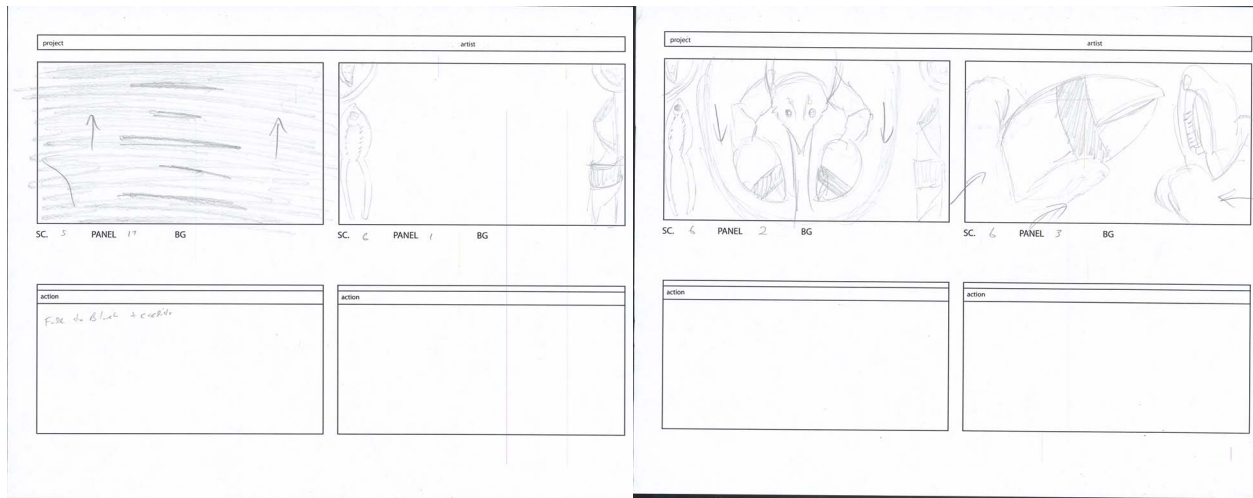 project artist
SC. 5 PANEL 17 BG
SC. 6 PANEL 1 BG
action
Fade to Black + credits
action
project artist
SC. 6 PANEL 2 BG
SC. 6 PANEL 3 BG
action
action